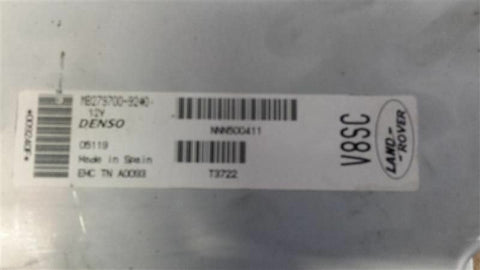 MB279700-9240
12V
DENSO
05119
Made in Spain
EMC TN A0093
NNN500411
T3722
V8SC
LAND-ROVER